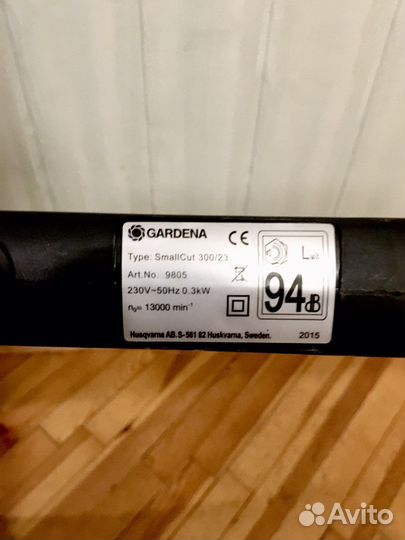 GARDENA CE
Type: SmallCut 300/23
Art.No. 9805
230V~50Hz 0.3kW
n₀= 13000 min⁻¹
LWA
94dB
Husqvarna AB.S-561 82 Huskvarna, Sweden. 2015
Avito